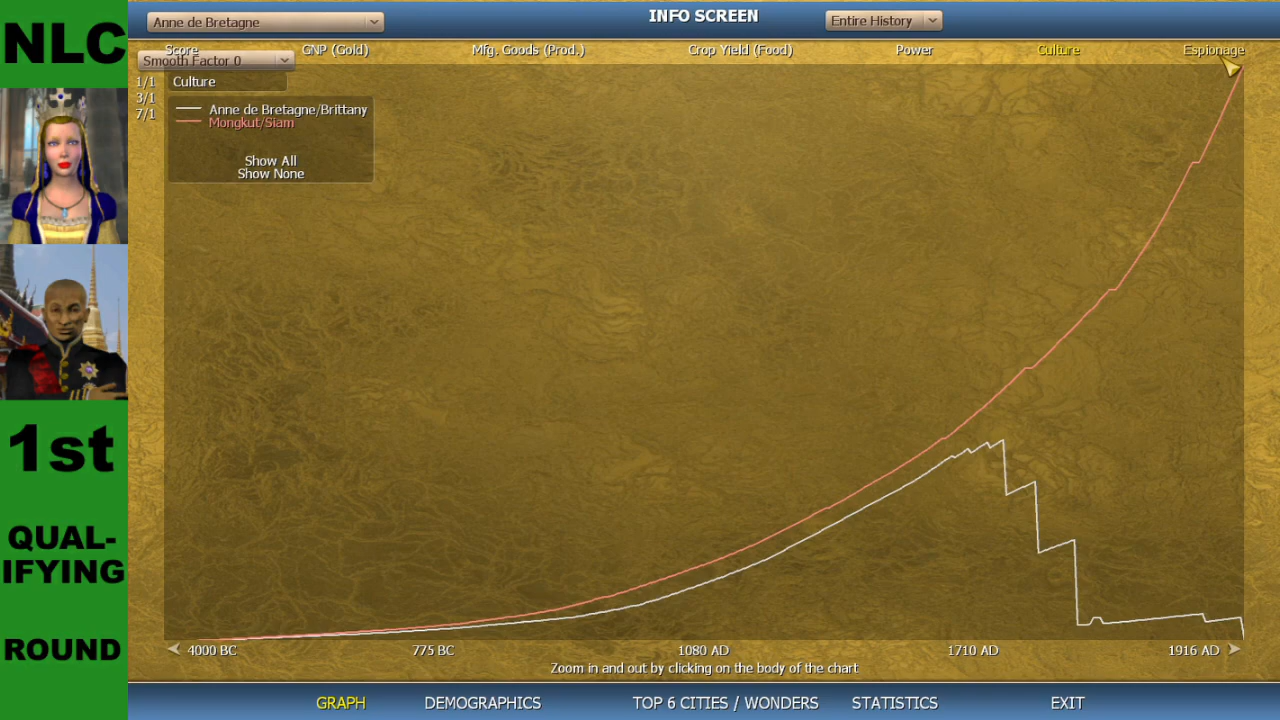 NLC
1st
QUAL-
IFYING
ROUND
Anne de Bretagne
INFO SCREEN
Entire History
Score
GNP (Gold)
Mfg. Goods (Prod.)
Crop Yield (Food)
Power
Culture
Espionage
Smooth Factor 0
1/1
3/1
7/1
Culture
Anne de Bretagne/Brittany
Mongkut/Siam
Show All
Show None
4000 BC
775 BC
1080 AD
1710 AD
1916 AD
Zoom in and out by clicking on the body of the chart
GRAPH
DEMOGRAPHICS
TOP 6 CITIES / WONDERS
STATISTICS
EXIT